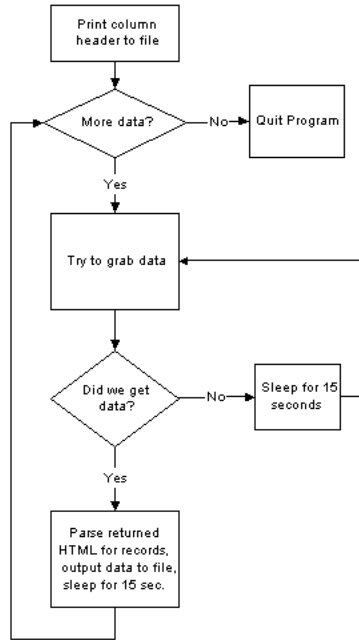 Print column
header to file
More data?
No
Quit Program
Yes
Try to grab data
Did we get
data?
No
Sleep for 15
seconds
Yes
Parse returned
HTML for records,
output data to file,
sleep for 15 sec.